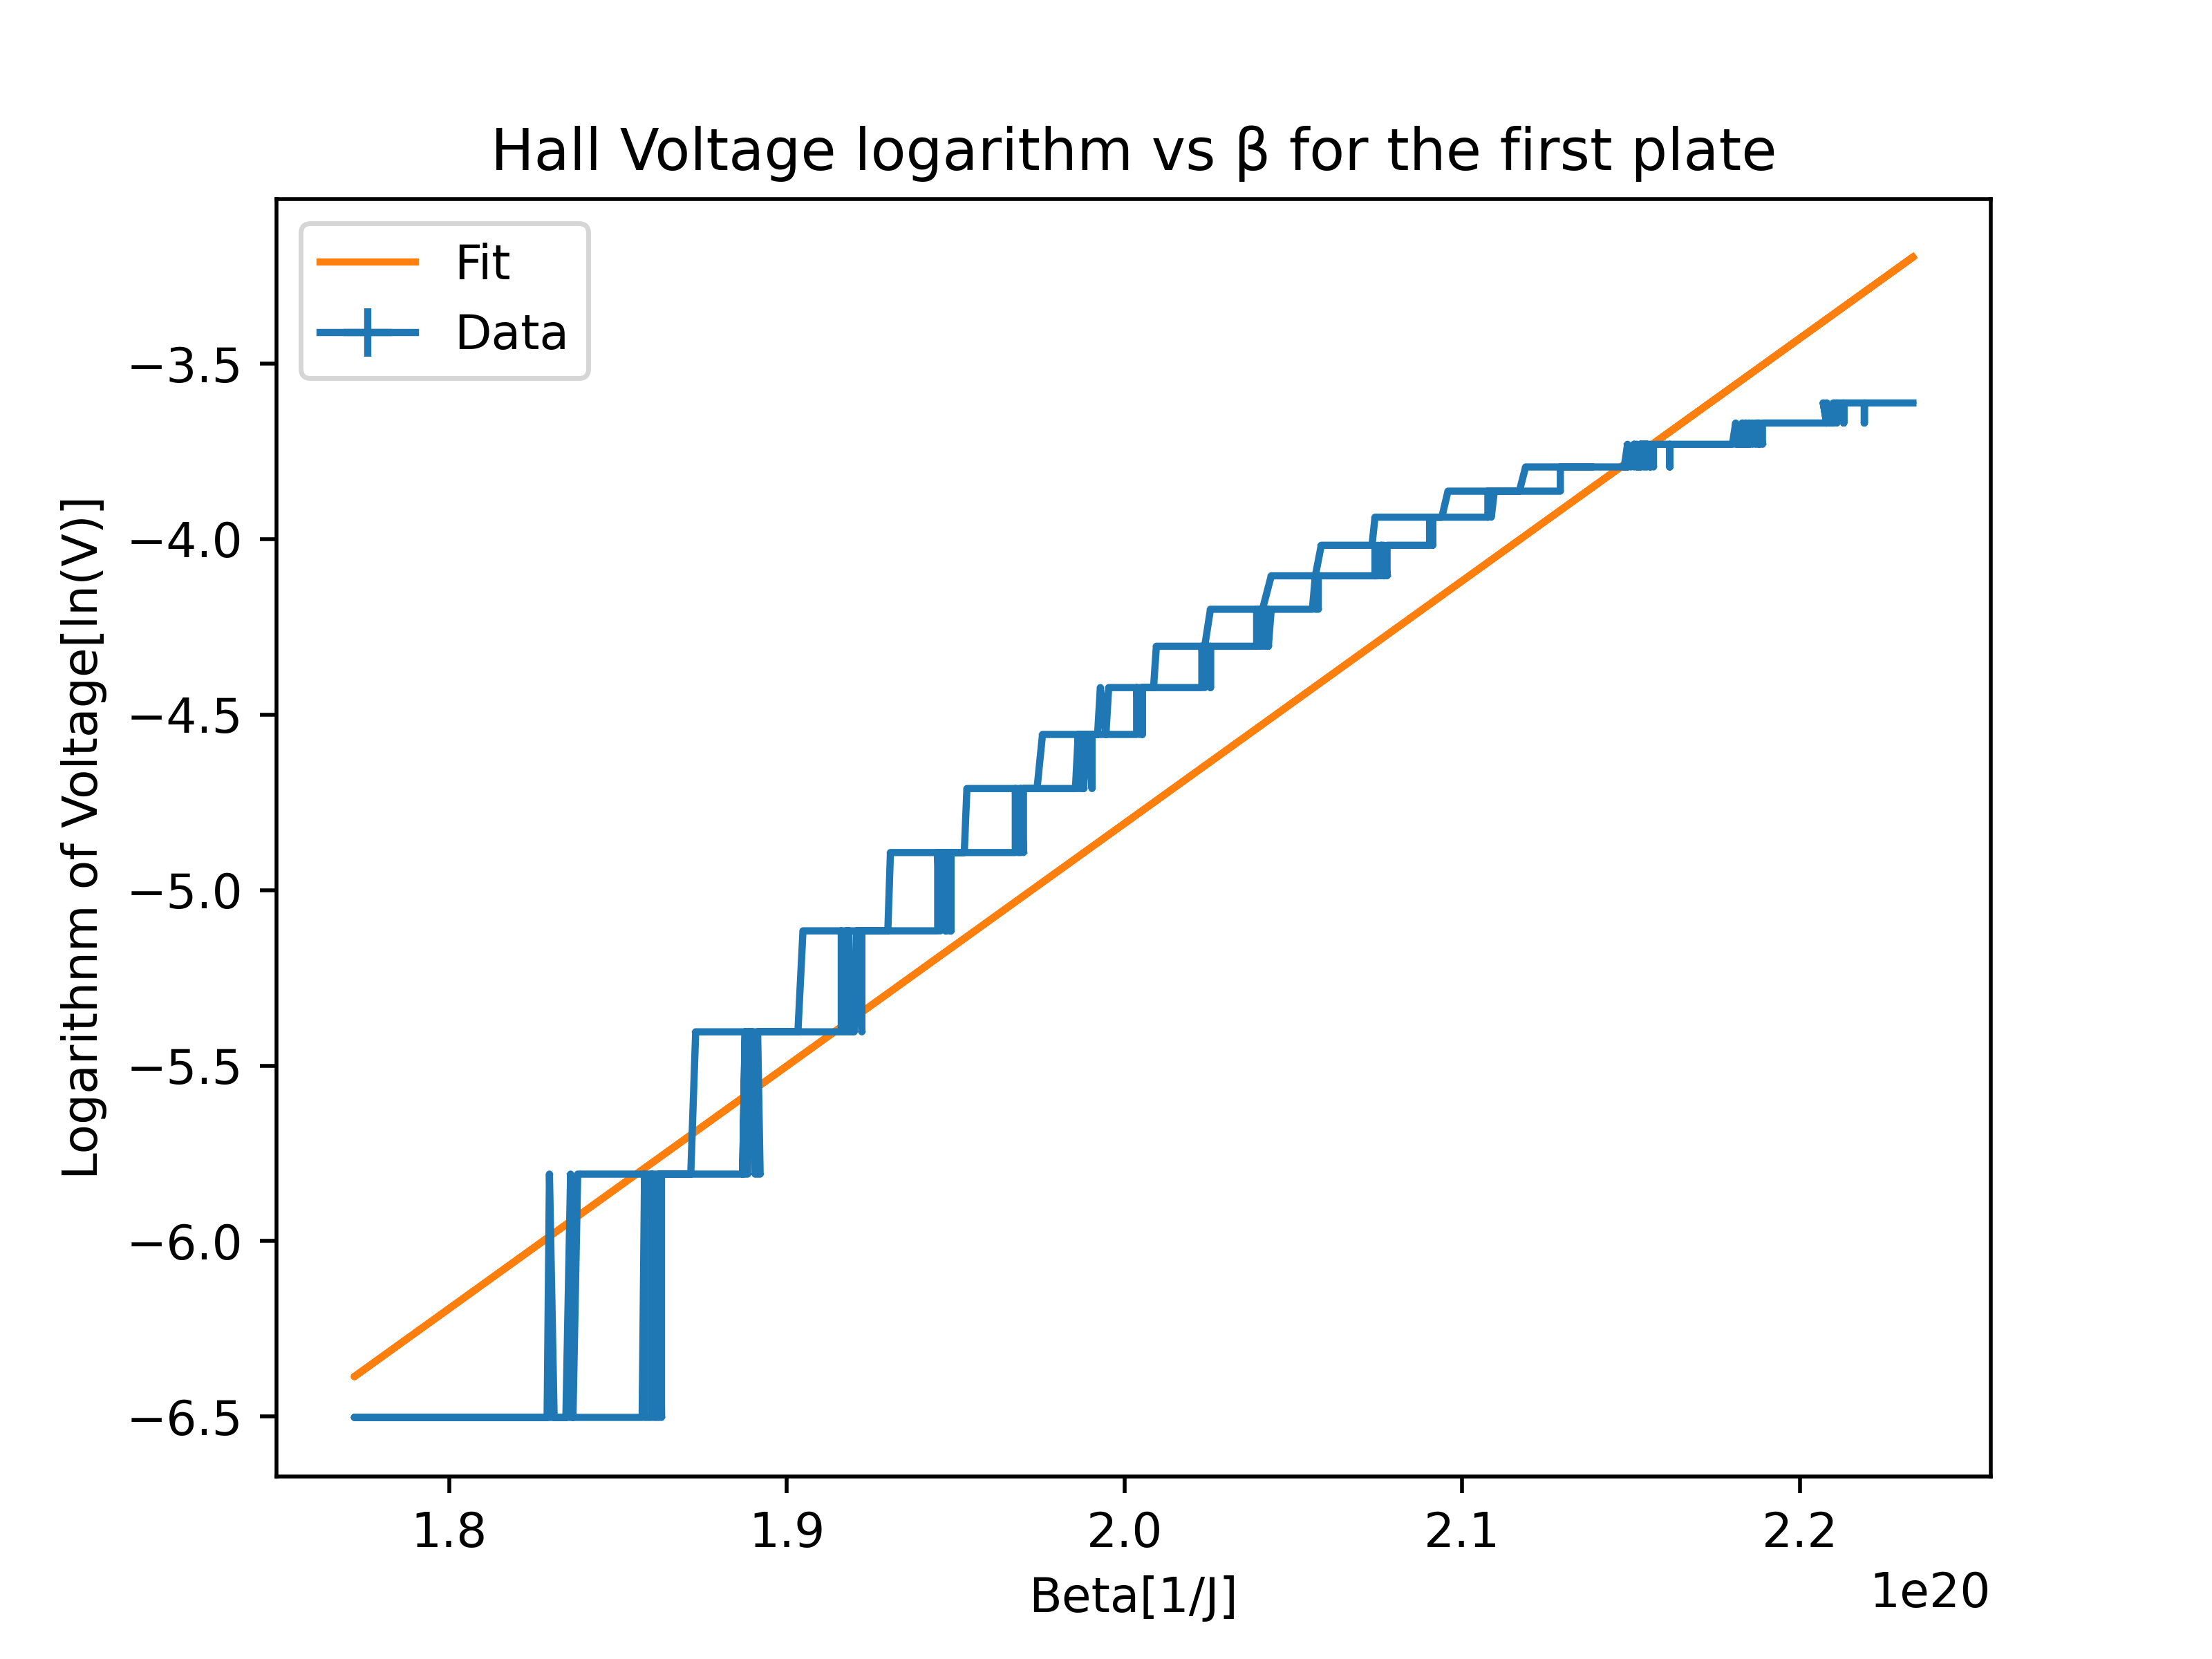 Hall Voltage logarithm vs β for the first plate
Fit
Data
Logarithnm of Voltage[ln(V)]
−3.5
−4.0
−4.5
−5.0
−5.5
−6.0
−6.5
1.8 1.9 2.0 2.1 2.2
1e20
Beta[1/J]